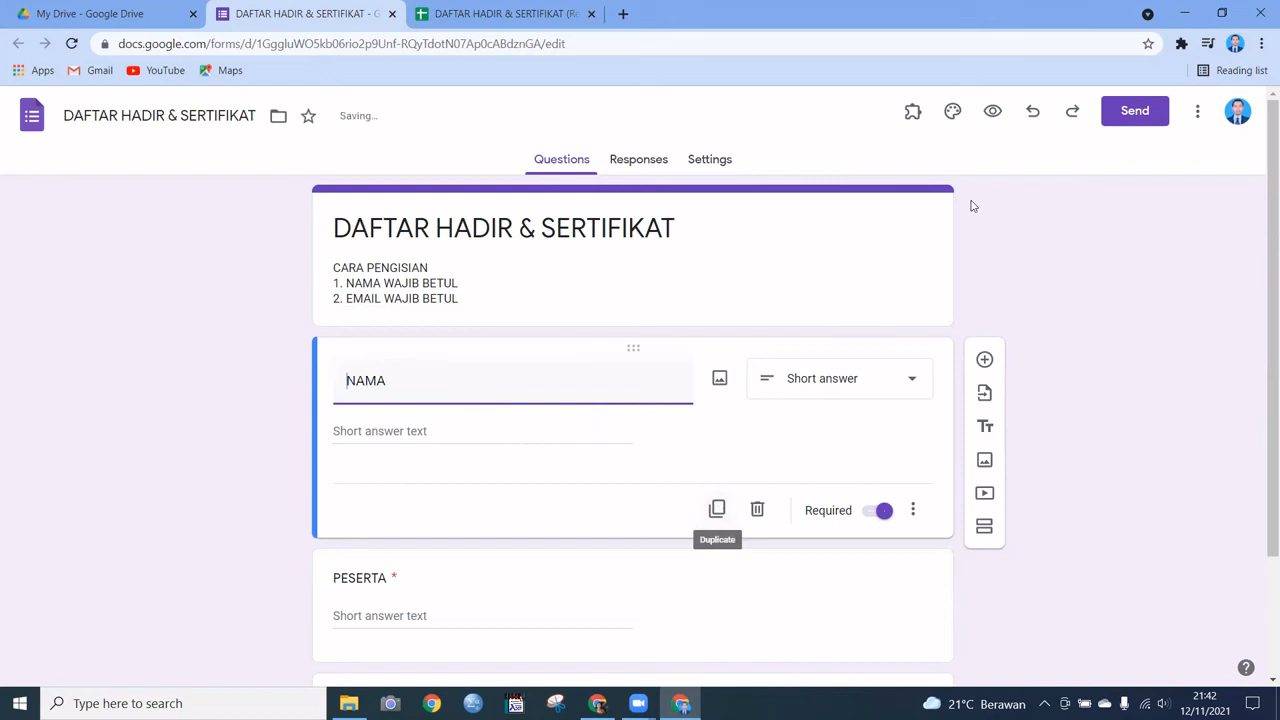 My Drive - Google Drive
DAFTAR HADIR & SERTIFIKAT - G
DAFTAR HADIR & SERTIFIKAT (Re
docs.google.com/forms/d/1GggluWO5kb06rio2p9Unf-RQyTdotN07Ap0cABdznGA/edit
Apps
Gmail
YouTube
Maps
Reading list
DAFTAR HADIR & SERTIFIKAT
Saving...
Send
Questions
Responses
Settings
DAFTAR HADIR & SERTIFIKAT
CARA PENGISIAN
1. NAMA WAJIB BETUL
2. EMAIL WAJIB BETUL
NAMA
Short answer
Short answer text
Required
Duplicate
PESERTA *
Short answer text
Type here to search
21°C Berawan
21:42
12/11/2021